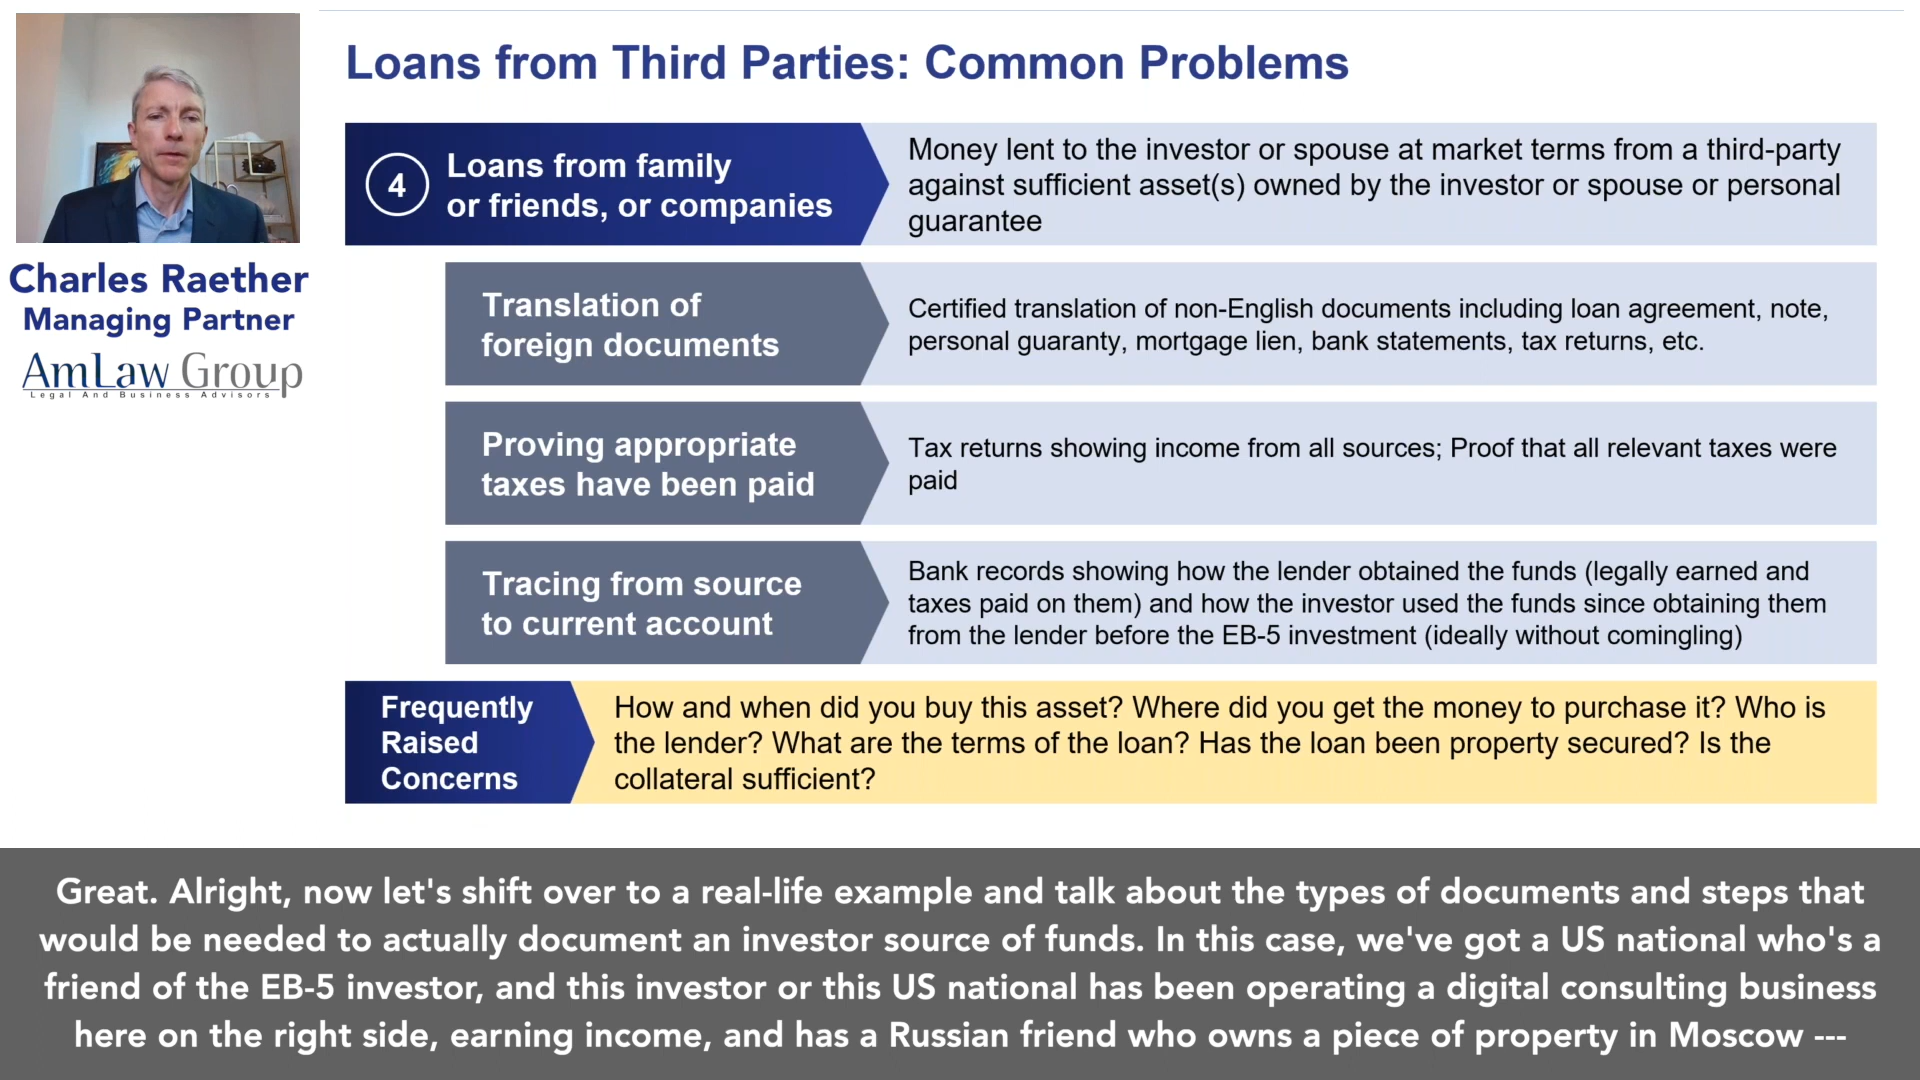 Loans from Third Parties: Common Problems
4
Loans from family
or friends, or companies
Money lent to the investor or spouse at market terms from a third-party
against sufficient asset(s) owned by the investor or spouse or personal
guarantee
Charles Raether
Managing Partner
AmLaw Group
Legal And Business Advisors
Translation of
foreign documents
Certified translation of non-English documents including loan agreement, note,
personal guaranty, mortgage lien, bank statements, tax returns, etc.
Proving appropriate
taxes have been paid
Tax returns showing income from all sources; Proof that all relevant taxes were
paid
Tracing from source
to current account
Bank records showing how the lender obtained the funds (legally earned and
taxes paid on them) and how the investor used the funds since obtaining them
from the lender before the EB-5 investment (ideally without comingling)
Frequently
Raised
Concerns
How and when did you buy this asset? Where did you get the money to purchase it? Who is
the lender? What are the terms of the loan? Has the loan been property secured? Is the
collateral sufficient?
Great. Alright, now let's shift over to a real-life example and talk about the types of documents and steps that
would be needed to actually document an investor source of funds. In this case, we've got a US national who's a
friend of the EB-5 investor, and this investor or this US national has been operating a digital consulting business
here on the right side, earning income, and has a Russian friend who owns a piece of property in Moscow ---